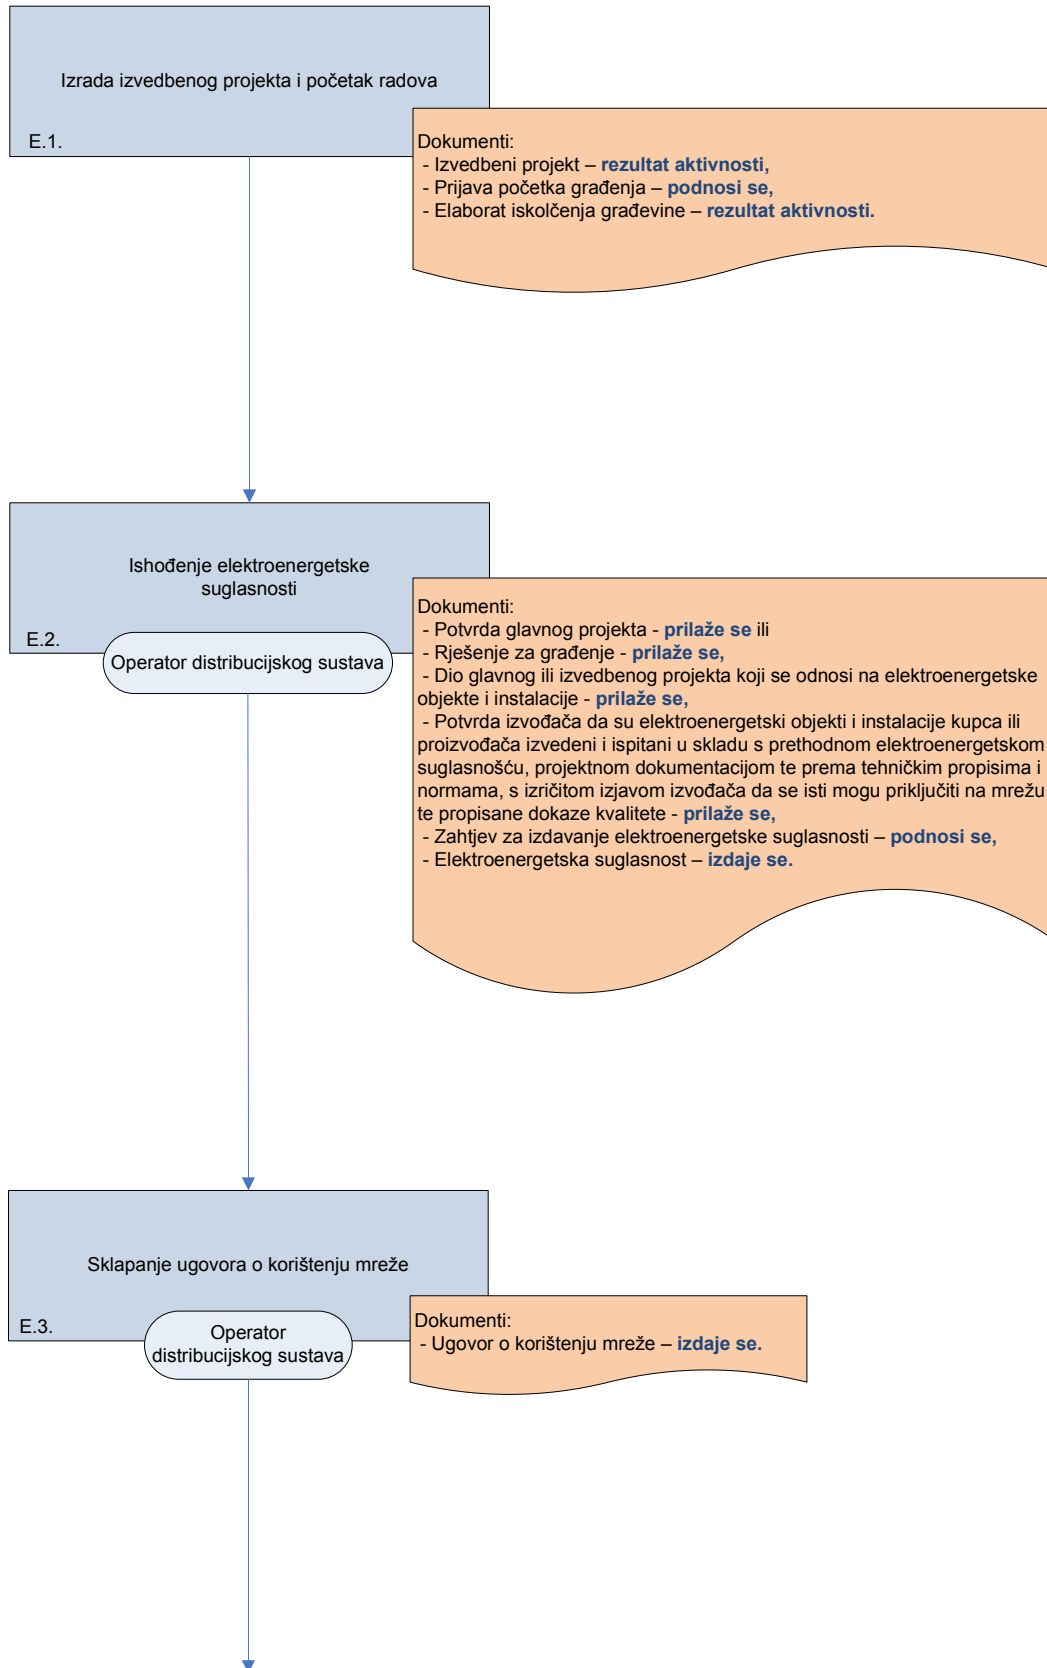 Izrada izvedbenog projekta i početak radova
E.1.
Dokumenti:
- Izvedbeni projekt – rezultat aktivnosti,
- Prijava početka građenja – podnosi se,
- Elaborat iskolčenja građevine – rezultat aktivnosti.
Ishođenje elektroenergetske
suglasnosti
E.2.
Operator distribucijskog sustava
Dokumenti:
- Potvrda glavnog projekta - prilaže se ili
- Rješenje za građenje - prilaže se,
- Dio glavnog ili izvedbenog projekta koji se odnosi na elektroenergetske
objekte i instalacije - prilaže se,
- Potvrda izvođača da su elektroenergetski objekti i instalacije kupca ili
proizvođača izvedeni i ispitani u skladu s prethodnom elektroenergetskom
suglasnošću, projektnom dokumentacijom te prema tehničkim propisima i
normama, s izričitom izjavom izvođača da se isti mogu priključiti na mrežu
te propisane dokaze kvalitete - prilaže se,
- Zahtjev za izdavanje elektroenergetske suglasnosti – podnosi se,
- Elektroenergetska suglasnost – izdaje se.
Sklapanje ugovora o korištenju mreže
E.3.
Operator
distribucijskog sustava
Dokumenti:
- Ugovor o korištenju mreže – izdaje se.